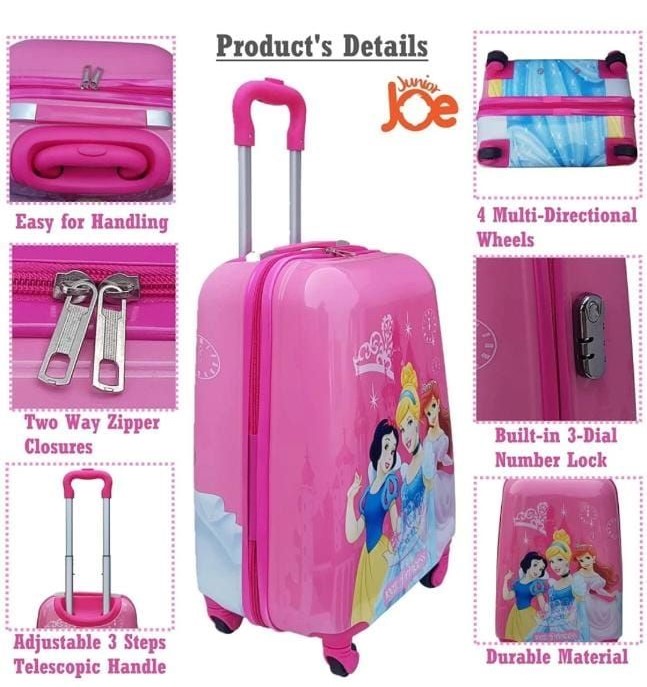 Product's Details
Junior
Joe
Easy for Handling
4 Multi-Directional
Wheels
Two Way Zipper
Closures
Built-in 3-Dial
Number Lock
Adjustable 3 Steps
Telescopic Handle
Durable Material